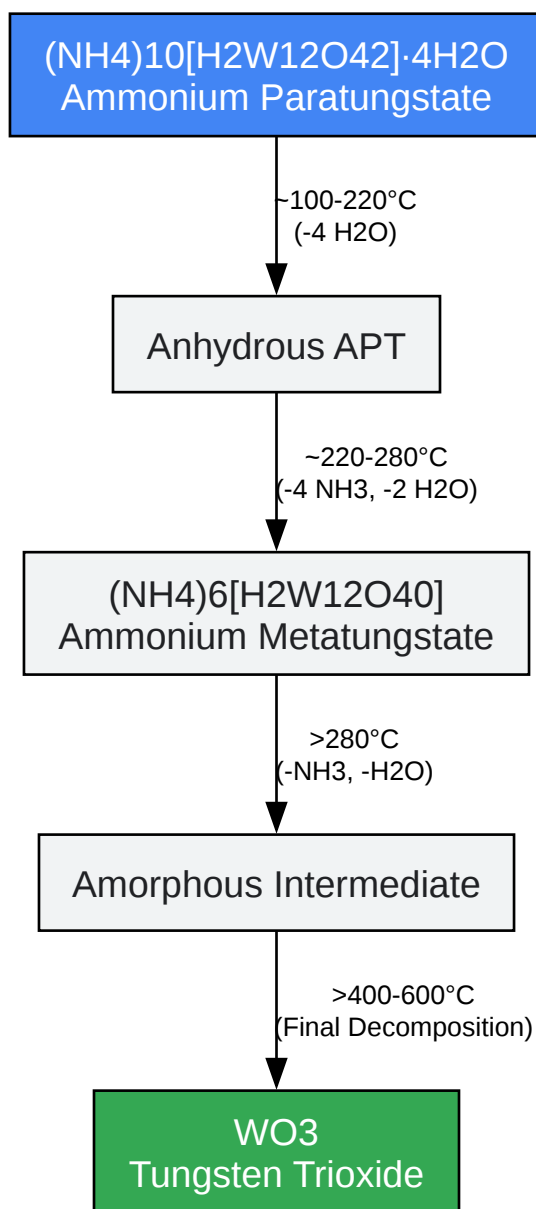 (NH4)10[H2W12O42]·4H2O
Ammonium Paratungstate
~100-220°C
(-4 H2O)
Anhydrous APT
~220-280°C
(-4 NH3, -2 H2O)
(NH4)6[H2W12O40]
Ammonium Metatungstate
>280°C
(-NH3, -H2O)
Amorphous Intermediate
>400-600°C
(Final Decomposition)
WO3
Tungsten Trioxide